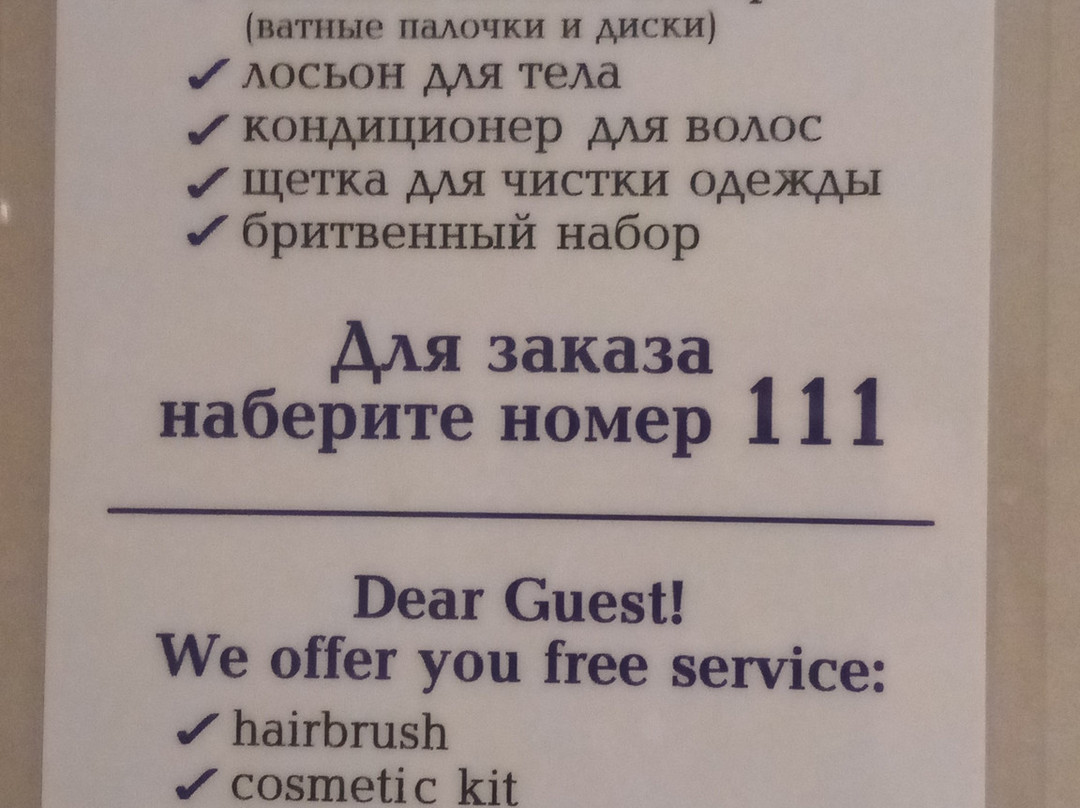 (ватные палочки и диски)
✓ лосьон для тела
✓ кондиционер для волос
✓ щетка для чистки одежды
✓ бритвенный набор
Для заказа
наберите номер 111
Dear Guest!
We offer you free service:
✓ hairbrush
✓ cosmetic kit